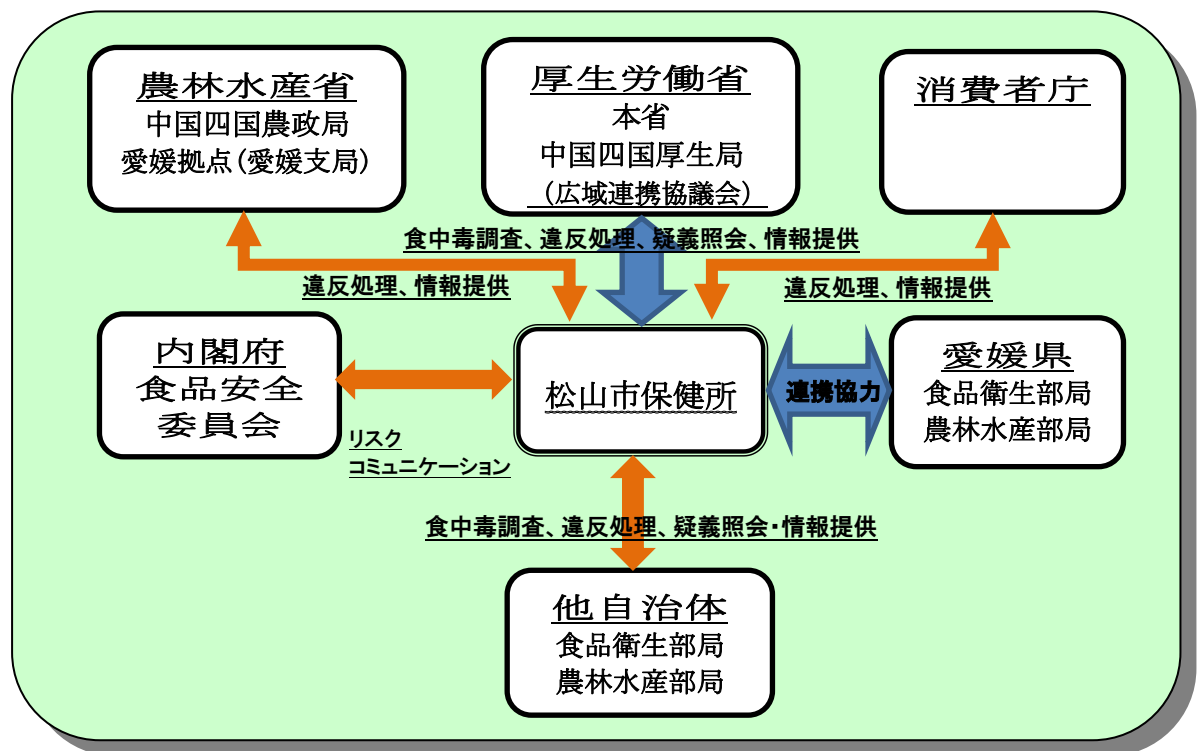 農林水産省
中国四国農政局
愛媛拠点（愛媛支局）
厚生労働省
本省
中国四国厚生局
（広域連携協議会）
消費者庁
食中毒調査、違反処理、疑義照会、情報提供
違反処理、情報提供
違反処理、情報提供
内閣府
食品安全
委員会
リスク
コミュニケーション
松山市保健所
連携協力
愛媛県
食品衛生部局
農林水産部局
食中毒調査、違反処理、疑義照会・情報提供
他自治体
食品衛生部局
農林水産部局